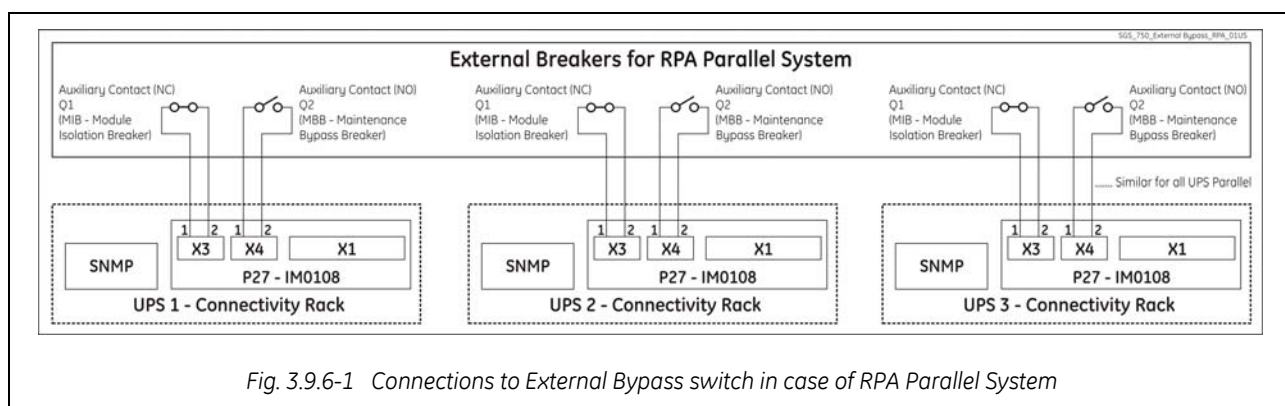 SGS_750_External Bypass_RPA_01US
External Breakers for RPA Parallel System
Auxiliary Contact (NC)
Q1
(MIB - Module
Isolation Breaker)
Auxiliary Contact (NO)
Q2
(MBB - Maintenance
Bypass Breaker)
Auxiliary Contact (NC)
Q1
(MIB - Module
Isolation Breaker)
Auxiliary Contact (NO)
Q2
(MBB - Maintenance
Bypass Breaker)
Auxiliary Contact (NC)
Q1
(MIB - Module
Isolation Breaker)
Auxiliary Contact (NO)
Q2
(MBB - Maintenance
Bypass Breaker)
...... Similar for all UPS Parallel
SNMP
1 2 1 2
X3 X4 X1
P27 - IM0108
UPS 1 - Connectivity Rack
SNMP
1 2 1 2
X3 X4 X1
P27 - IM0108
UPS 2 - Connectivity Rack
SNMP
1 2 1 2
X3 X4 X1
P27 - IM0108
UPS 3 - Connectivity Rack
Fig. 3.9.6-1 Connections to External Bypass switch in case of RPA Parallel System